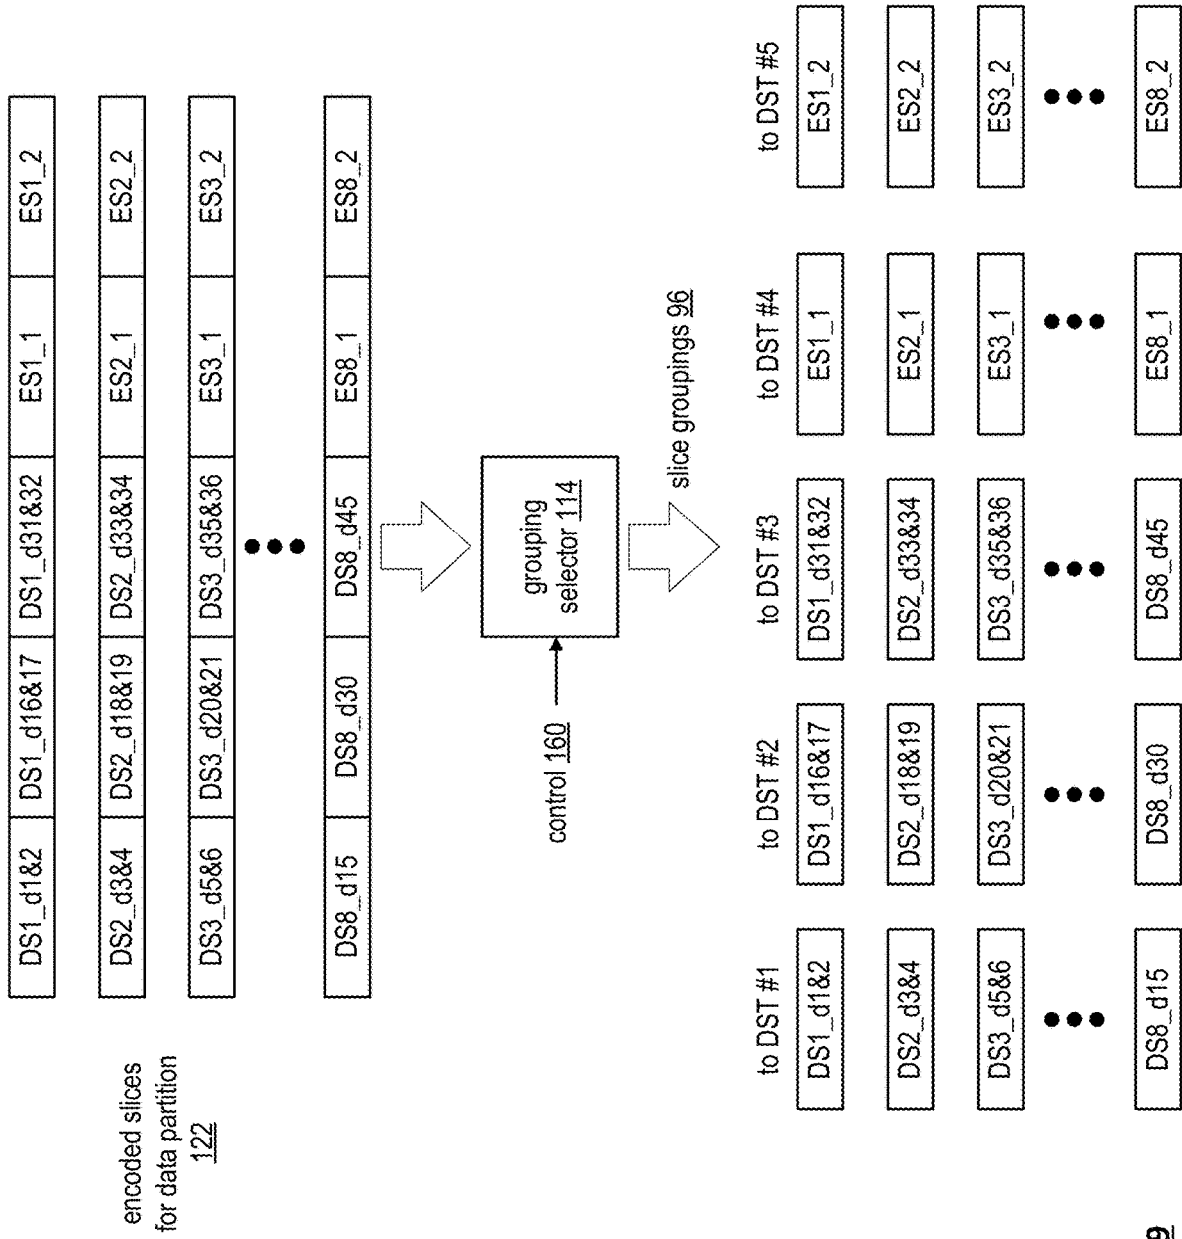 encoded slices
for data partition
122
DS1_d1&2 DS1_d16&17 DS1_d31&32 ES1_1 ES1_2
DS2_d3&4 DS2_d18&19 DS2_d33&34 ES2_1 ES2_2
DS3_d5&6 DS3_d20&21 DS3_d35&36 ES3_1 ES3_2
DS8_d15 DS8_d30 DS8_d45 ES8_1 ES8_2
control 160
grouping
selector 114
slice groupings 96
to DST #1 to DST #2 to DST #3 to DST #4 to DST #5
DS1_d1&2 DS1_d16&17 DS1_d31&32 ES1_1 ES1_2
DS2_d3&4 DS2_d18&19 DS2_d33&34 ES2_1 ES2_2
DS3_d5&6 DS3_d20&21 DS3_d35&36 ES3_1 ES3_2
DS8_d15 DS8_d30 DS8_d45 ES8_1 ES8_2
9